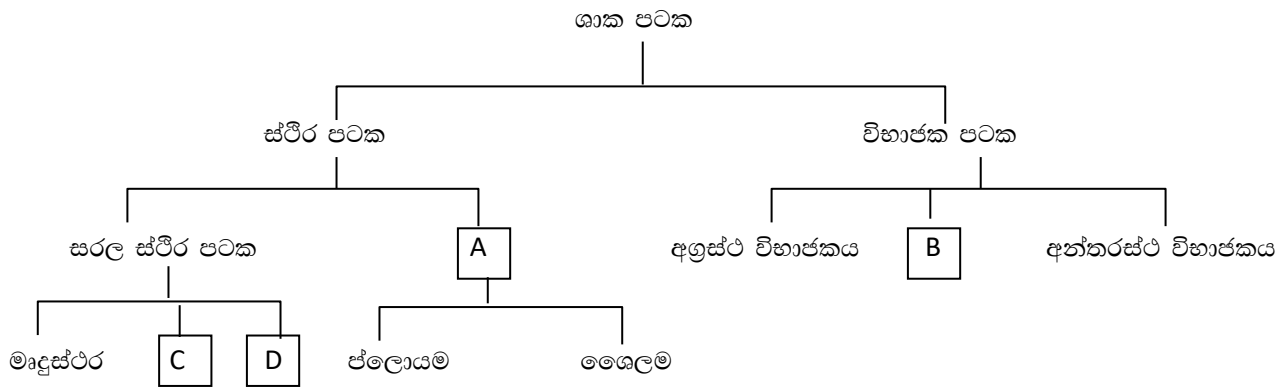 ශාක පටක
ස්ථිර පටක විභාජක පටක
සරල ස්ථිර පටක A අග්‍රස්ථ විභාජකය B අන්තරස්ථ විභාජකය
මෘදුස්ථර C D ප්ලොයම ශෛලම